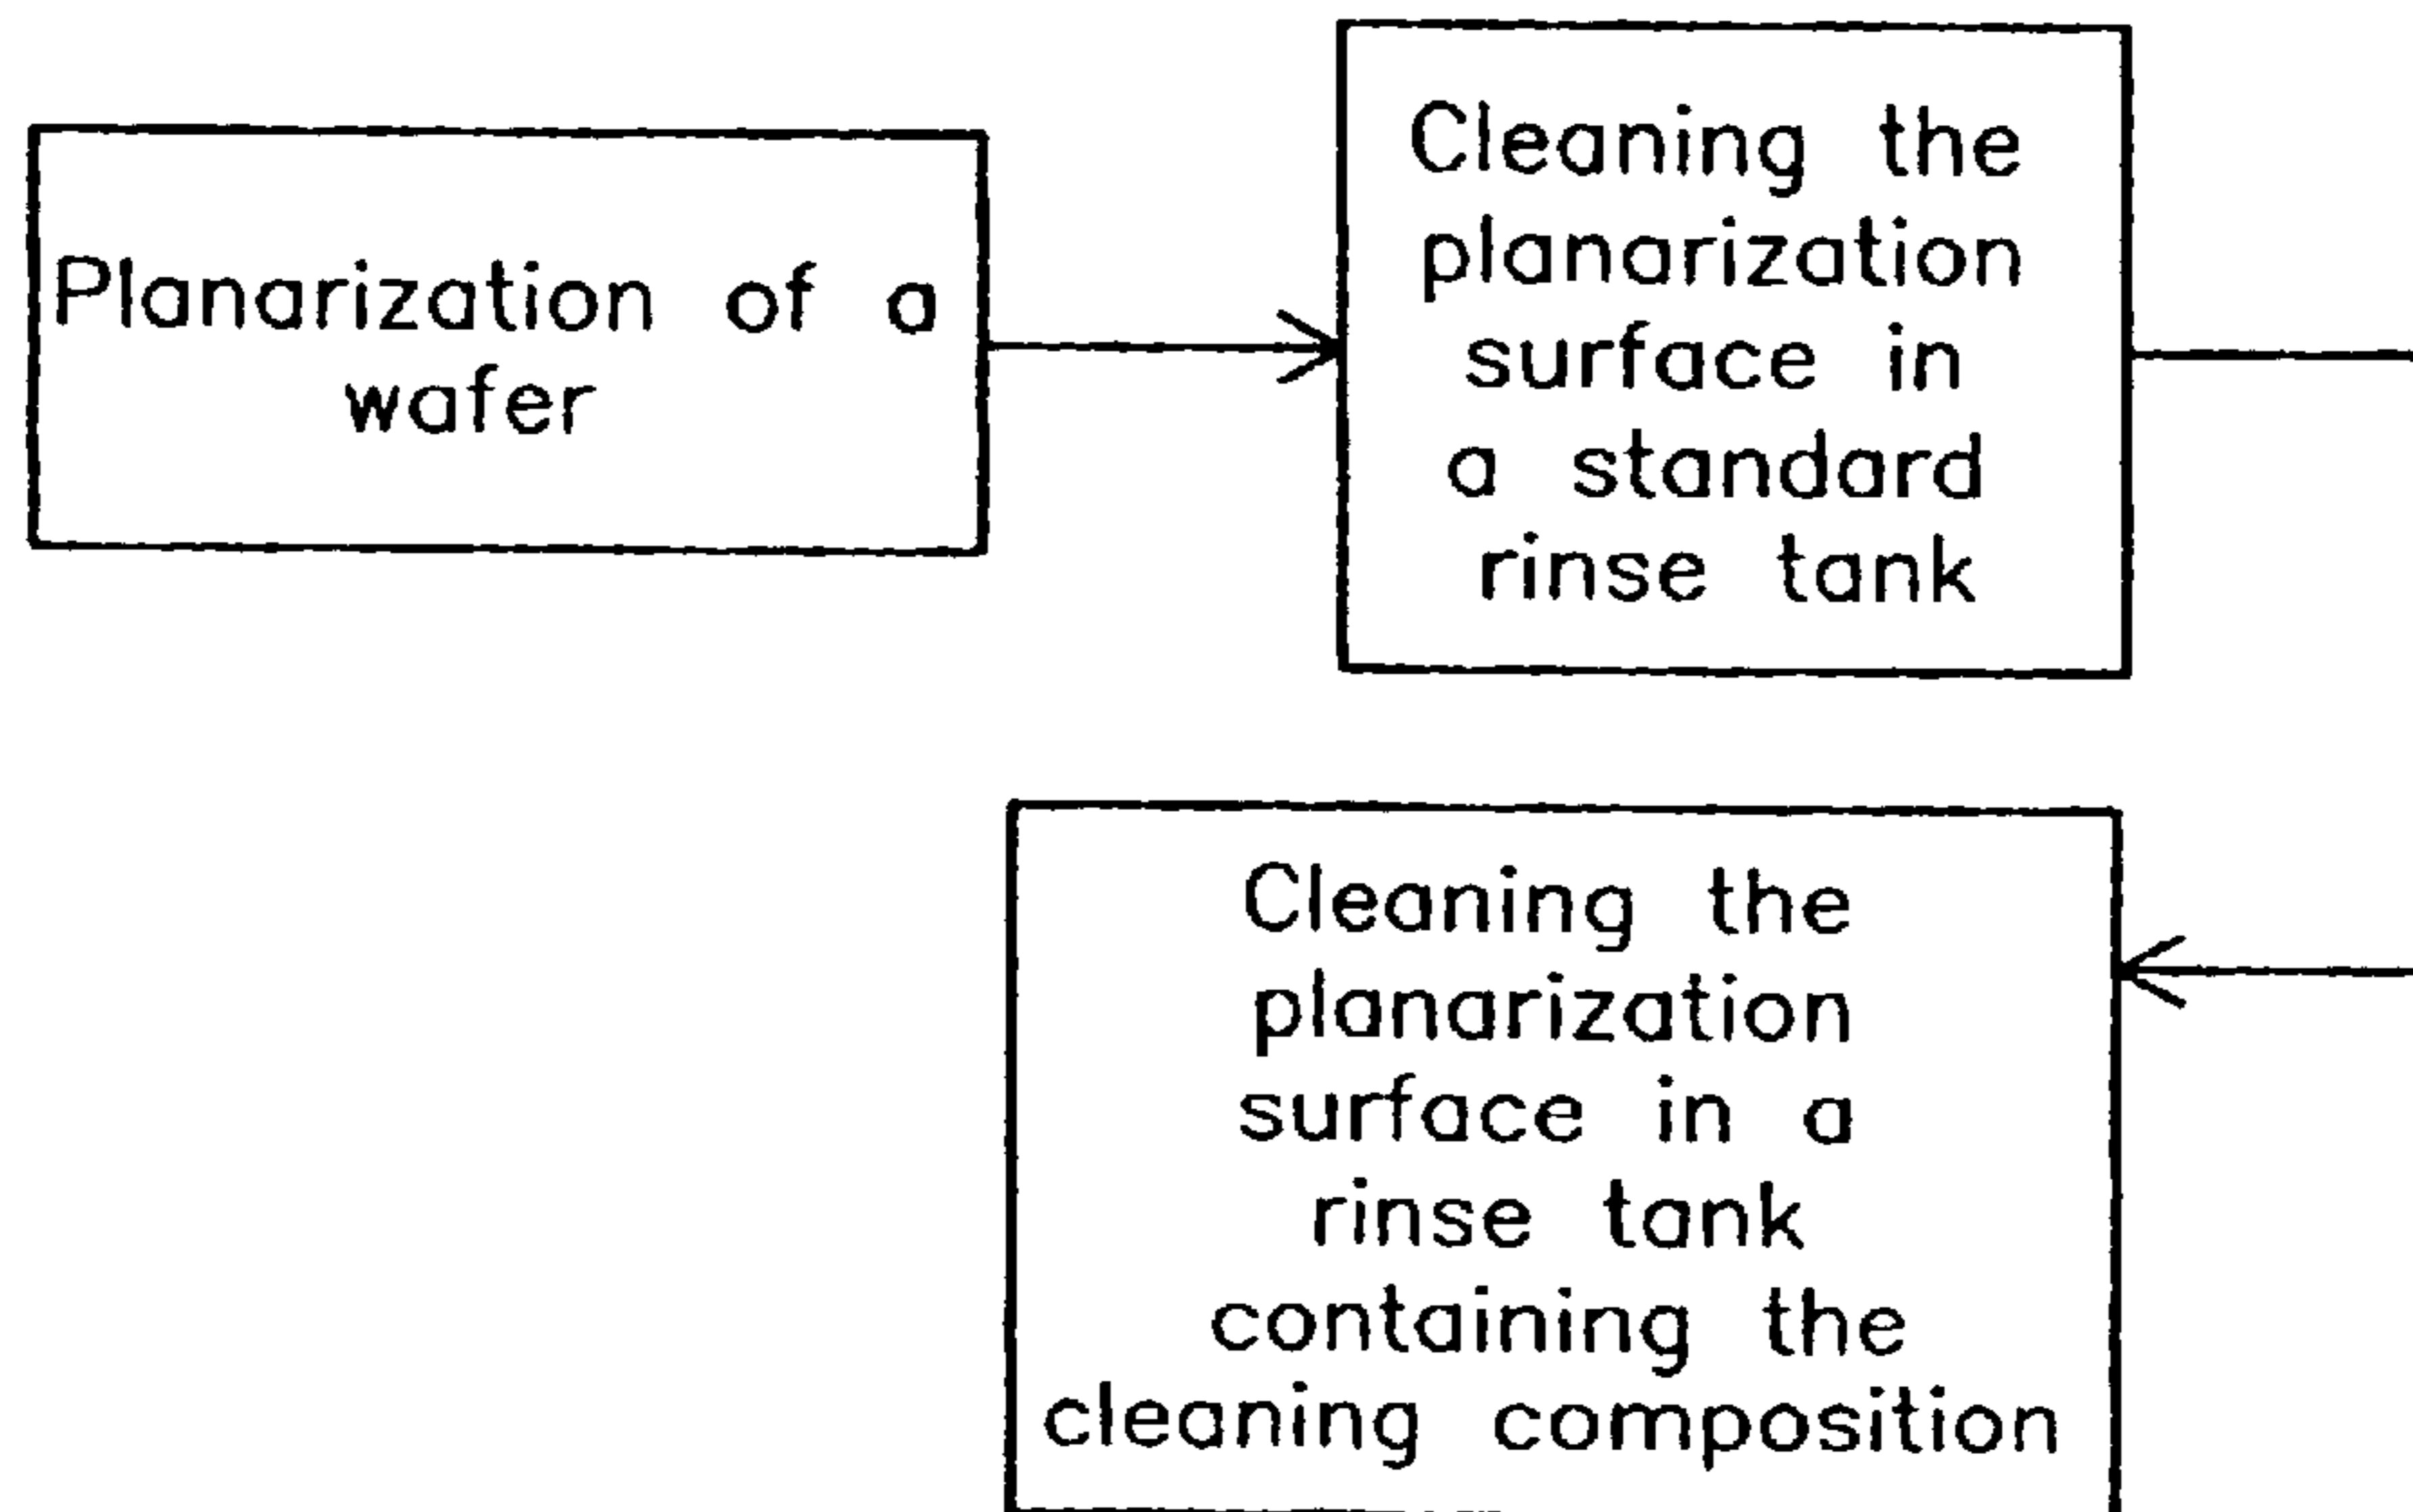 Planarization of a
wafer
Cleaning the
planarization
surface in
a standard
rinse tank
Cleaning the
planarization
surface in a
rinse tank
containing the
cleaning composition